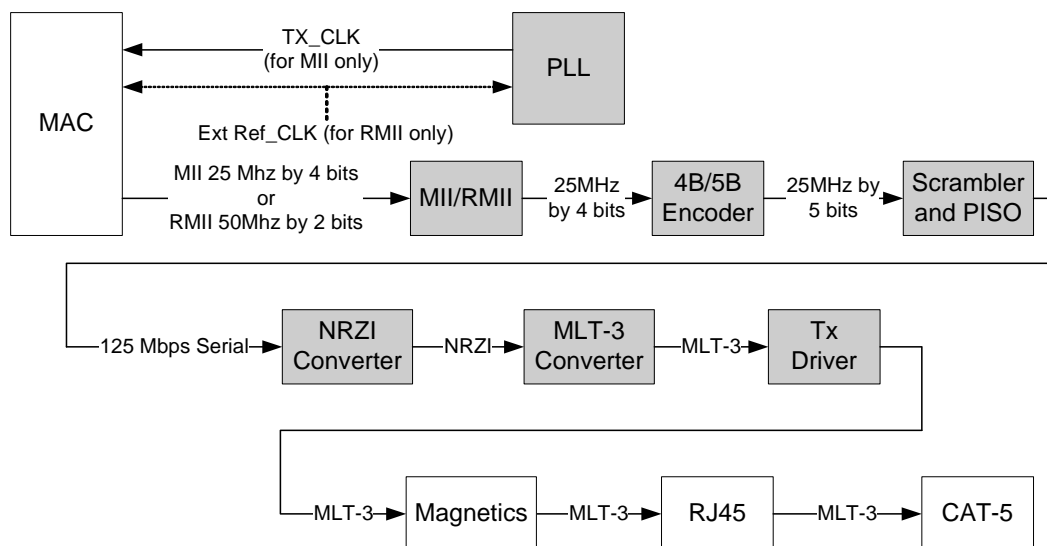 TX_CLK
(for MII only)
PLL
MAC
Ext Ref_CLK (for RMII only)
MII 25 Mhz by 4 bits
or
RMII 50Mhz by 2 bits
MII/RMII
25MHz
by 4 bits
4B/5B
Encoder
25MHz by
5 bits
Scrambler
and PISO
125 Mbps Serial
NRZI
Converter
NRZI
MLT-3
Converter
MLT-3
Tx
Driver
MLT-3
Magnetics
MLT-3
RJ45
MLT-3
CAT-5